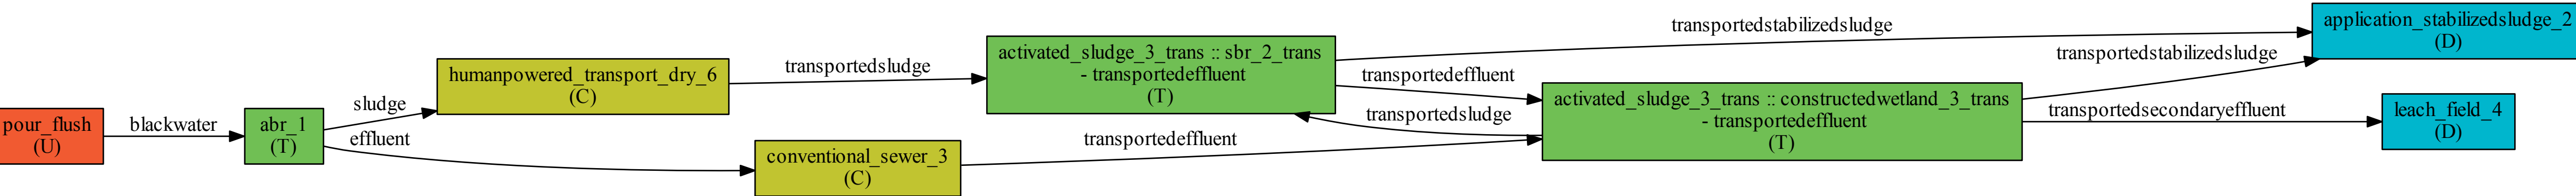 pour_flush
(U)
blackwater
abr_1
(T)
sludge
effluent
humanpowered_transport_dry_6
(C)
conventional_sewer_3
(C)
transportedsludge
transportedeffluent
activated_sludge_3_trans :: sbr_2_trans
- transportedeffluent
(T)
transportedstabilizedsludge
transportedeffluent
transportedsludge
activated_sludge_3_trans :: constructedwetland_3_trans
- transportedeffluent
(T)
transportedstabilizedsludge
transportedsecondaryeffluent
application_stabilizedsludge_2
(D)
leach_field_4
(D)